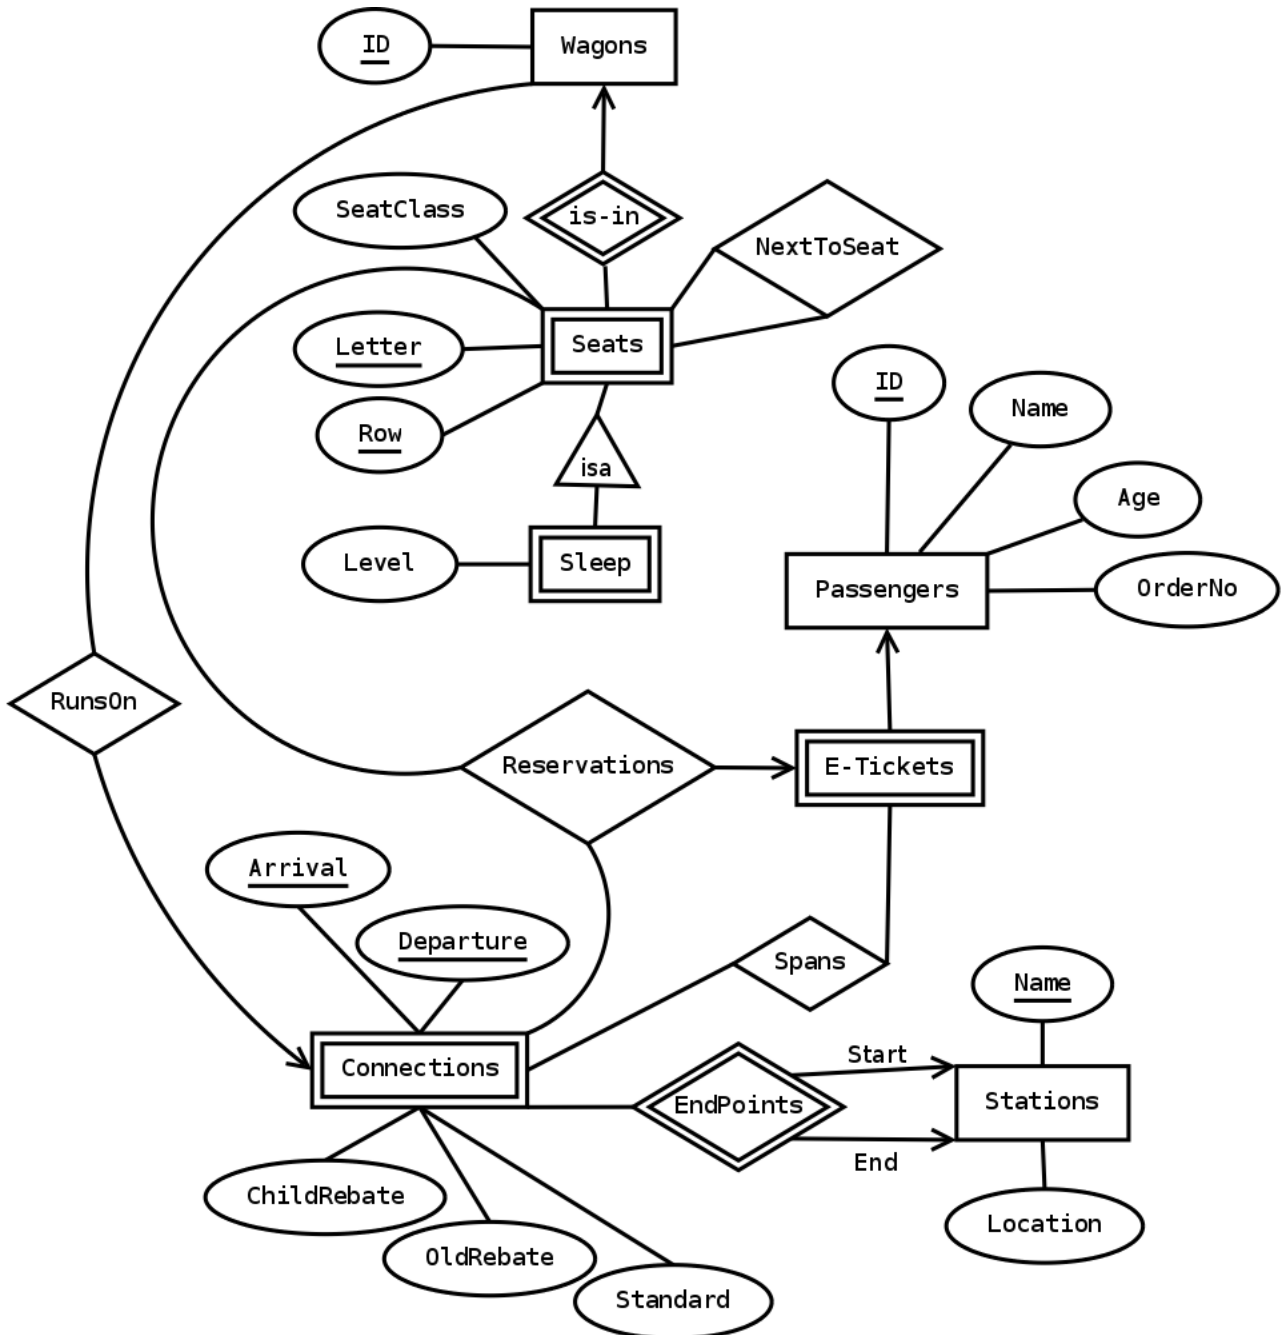 ID
Wagons
SeatClass
is-in
NextToSeat
Letter
Seats
Row
ID
Name
isa
Age
Level
Sleep
Passengers
OrderNo
RunsOn
Reservations
E-Tickets
Arrival
Departure
Spans
Name
Connections
Start
EndPoints
Stations
End
ChildRebate
OldRebate
Location
Standard